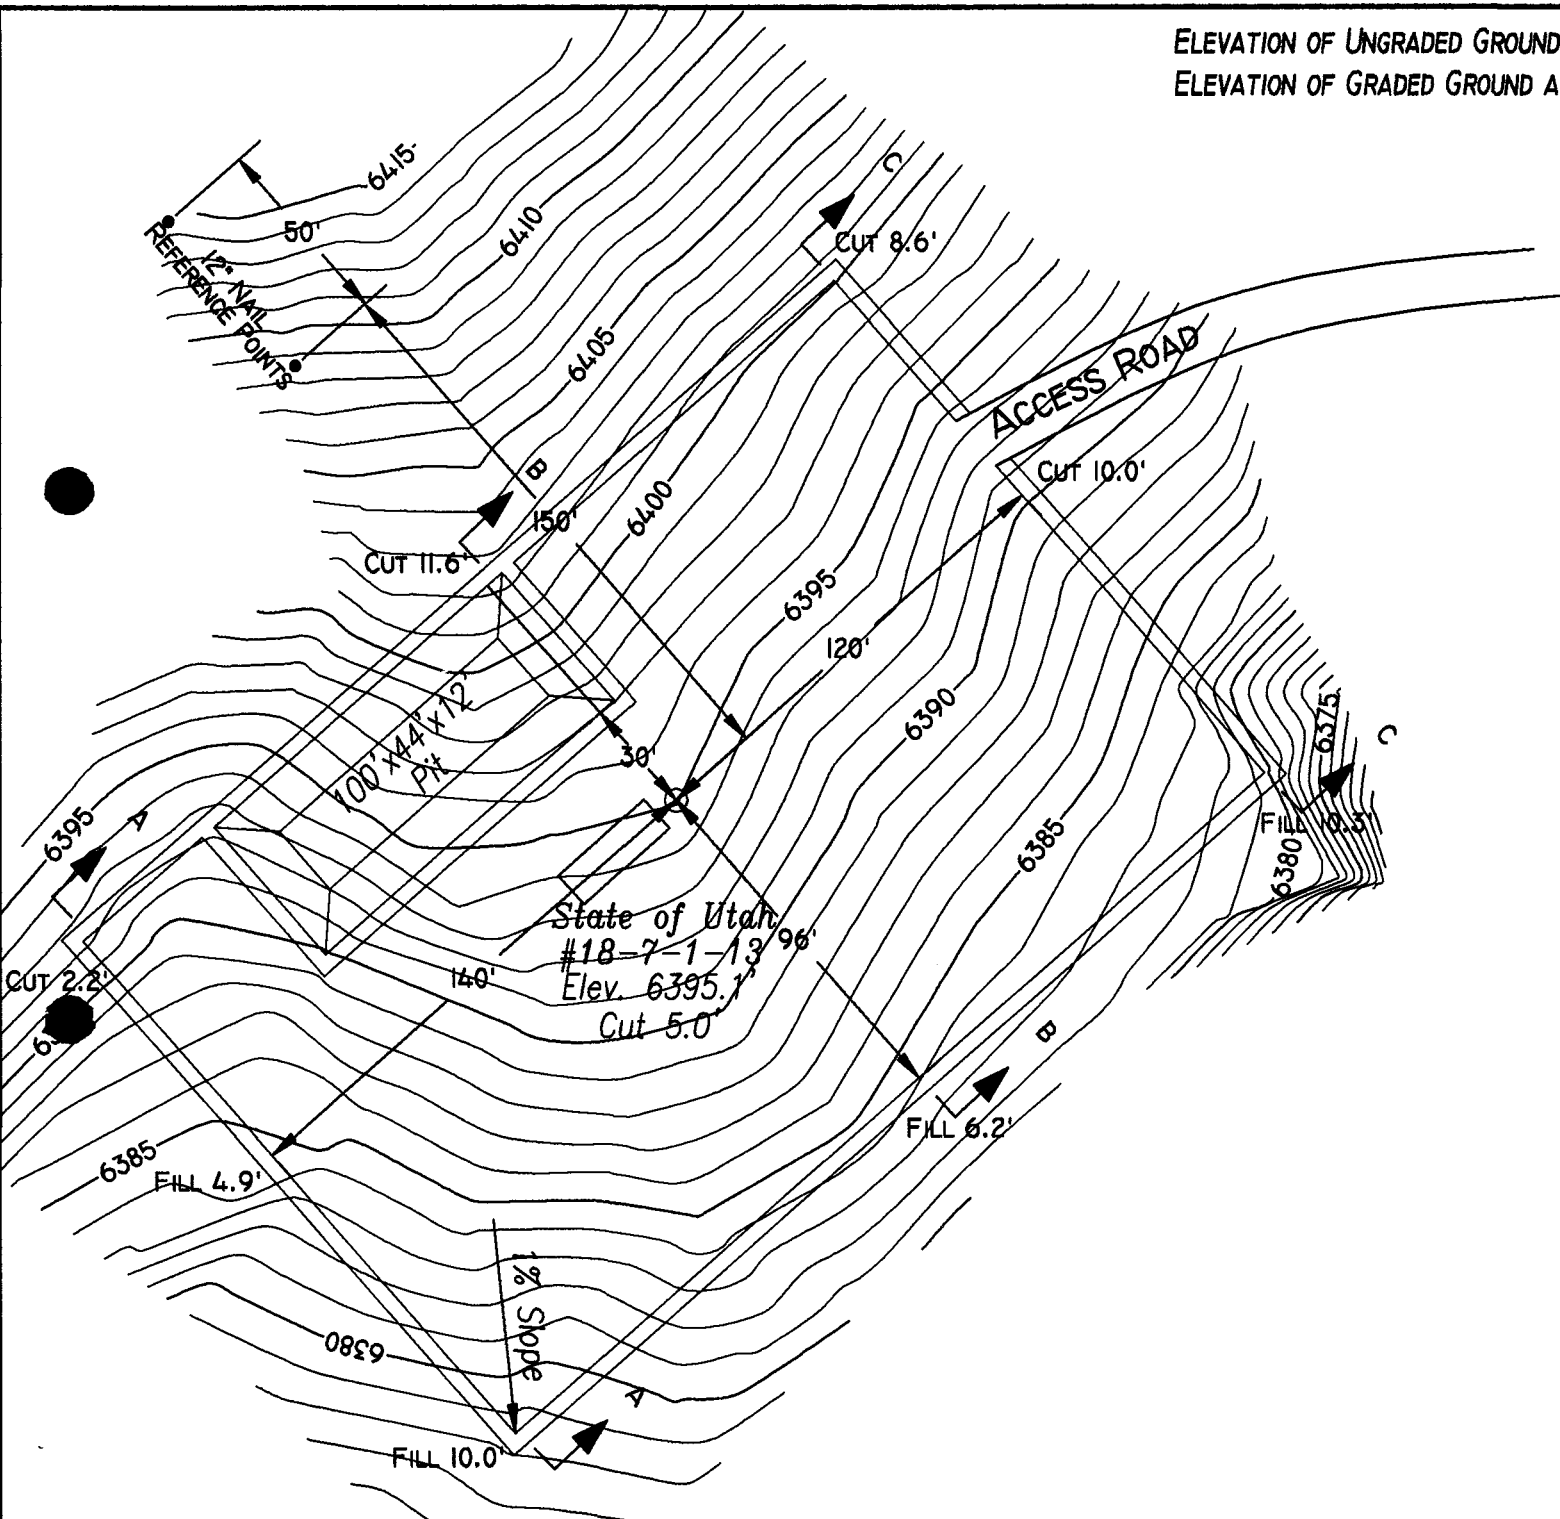 ELEVATION OF UNGRADED GROUND
ELEVATION OF GRADED GROUND A
6415
C
50'
6410
CUT 8.6'
12" NAIL
REFERENCE POINTS
6405
ACCESS ROAD
B
CUT 10.0'
150'
6400
CUT 11.6'
6395
120'
100'x44'x12'
Pit
30'
6390
6375
C
6395
A
6385
FILL 10.3'
6380
State of Utah
#18-7-1-13
Elev. 6395.1'
Cut 5.0'
96'
140'
CUT 2.2'
B
FILL 6.2'
6385
FILL 4.9'
1% Slope
6380
A
FILL 10.0'